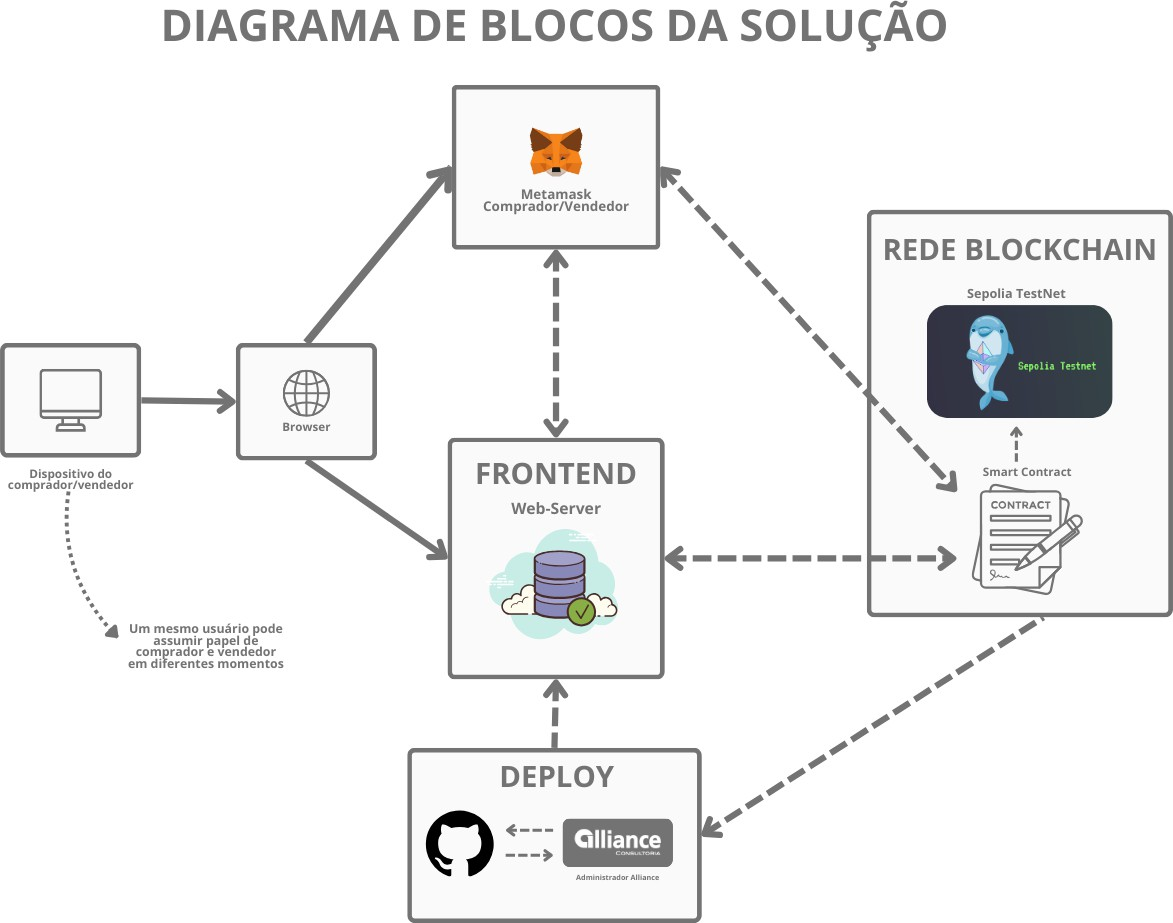 DIAGRAMA DE BLOCOS DA SOLUÇÃO
Metamask
Comprador/Vendedor
REDE BLOCKCHAIN
Sepolia TestNet
Sepolia Testnet
Smart Contract
CONTRACT
Browser
Dispositivo do
comprador/vendedor
Um mesmo usuário pode
assumir papel de
comprador e vendedor
em diferentes momentos
FRONTEND
Web-Server
DEPLOY
alliance
CONSULTORIA
Administrador Alliance